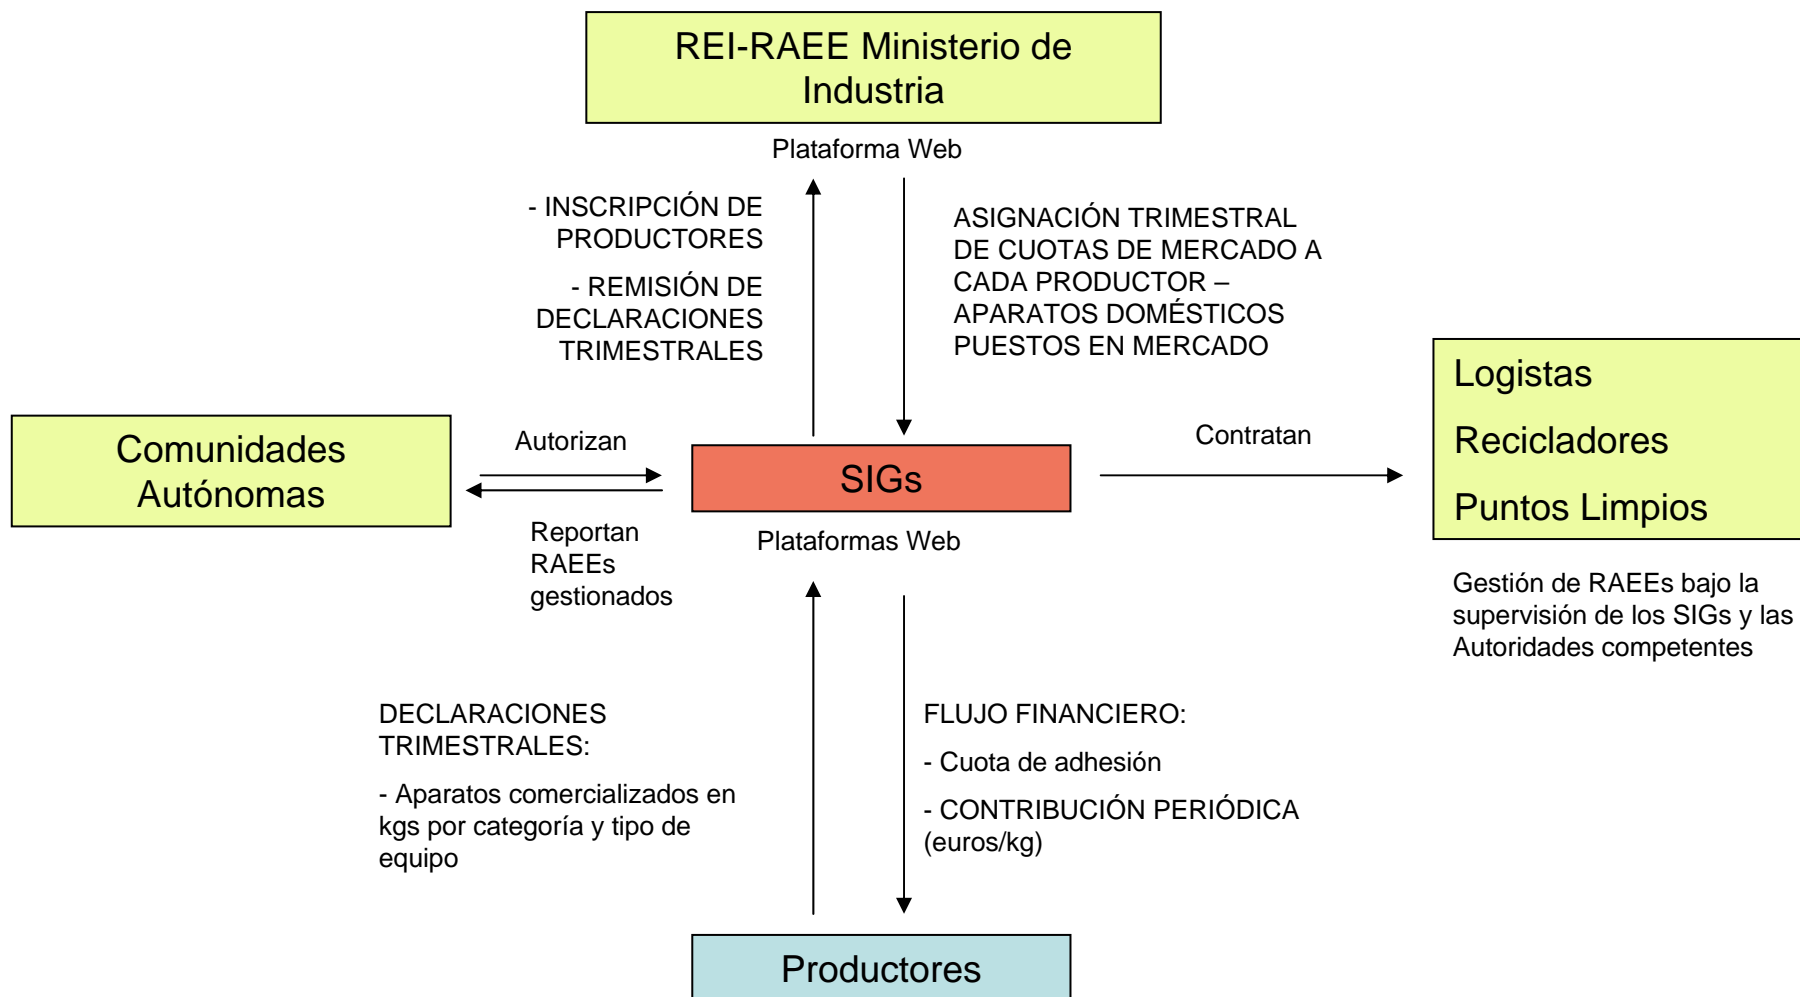 REI-RAEE Ministerio de
Industria
Plataforma Web
- INSCRIPCIÓN DE
PRODUCTORES
- REMISIÓN DE
DECLARACIONES
TRIMESTRALES
ASIGNACIÓN TRIMESTRAL
DE CUOTAS DE MERCADO A
CADA PRODUCTOR –
APARATOS DOMÉSTICOS
PUESTOS EN MERCADO
Comunidades
Autónomas
Autorizan
Reportan
RAEEs
gestionados
SIGs
Plataformas Web
Contratan
Logistas
Recicladores
Puntos Limpios
Gestión de RAEEs bajo la
supervisión de los SIGs y las
Autoridades competentes
DECLARACIONES
TRIMESTRALES:
- Aparatos comercializados en
kgs por categoría y tipo de
equipo
FLUJO FINANCIERO:
- Cuota de adhesión
- CONTRIBUCIÓN PERIÓDICA
(euros/kg)
Productores